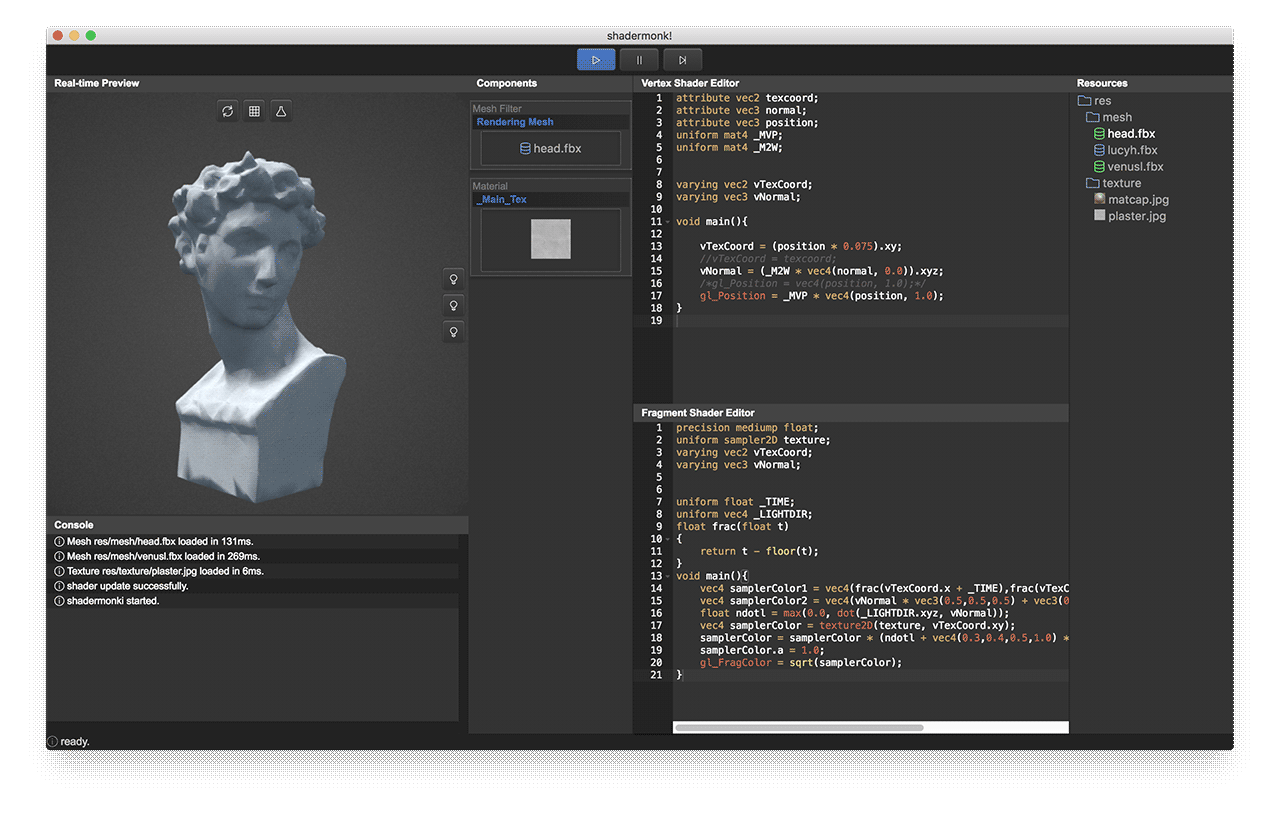 shadermonk!
Real-time Preview
Components
Mesh Filter
Rendering Mesh
head.fbx
Material
_Main_Tex
Vertex Shader Editor
1 attribute vec2 texcoord;
2 attribute vec3 normal;
3 attribute vec3 position;
4 uniform mat4 _MVP;
5 uniform mat4 _M2W;
6
7
8 varying vec2 vTexCoord;
9 varying vec3 vNormal;
10
11 void main(){
12
13 vTexCoord = (position * 0.075).xy;
14 //vTexCoord = texcoord;
15 vNormal = (_M2W * vec4(normal, 0.0)).xyz;
16 /*gl_Position = vec4(position, 1.0);*/
17 gl_Position = _MVP * vec4(position, 1.0);
18 }
19
Fragment Shader Editor
1 precision mediump float;
2 uniform sampler2D texture;
3 varying vec2 vTexCoord;
4 varying vec3 vNormal;
5
6
7 uniform float _TIME;
8 uniform vec4 _LIGHTDIR;
9 float frac(float t)
10 {
11 return t - floor(t);
12 }
13 void main(){
14 vec4 samplerColor1 = vec4(frac(vTexCoord.x + _TIME),frac(vTexC
15 vec4 samplerColor2 = vec4(vNormal * vec3(0.5,0.5,0.5) + vec3(0
16 float ndotl = max(0.0, dot(_LIGHTDIR.xyz, vNormal));
17 vec4 samplerColor = texture2D(texture, vTexCoord.xy);
18 samplerColor = samplerColor * (ndotl + vec4(0.3,0.4,0.5,1.0) *
19 samplerColor.a = 1.0;
20 gl_FragColor = sqrt(samplerColor);
21 }
Resources
res
mesh
head.fbx
lucyh.fbx
venusl.fbx
texture
matcap.jpg
plaster.jpg
Console
Mesh res/mesh/head.fbx loaded in 131ms.
Mesh res/mesh/venusl.fbx loaded in 269ms.
Texture res/texture/plaster.jpg loaded in 6ms.
shader update successfully.
shadermonki started.
ready.